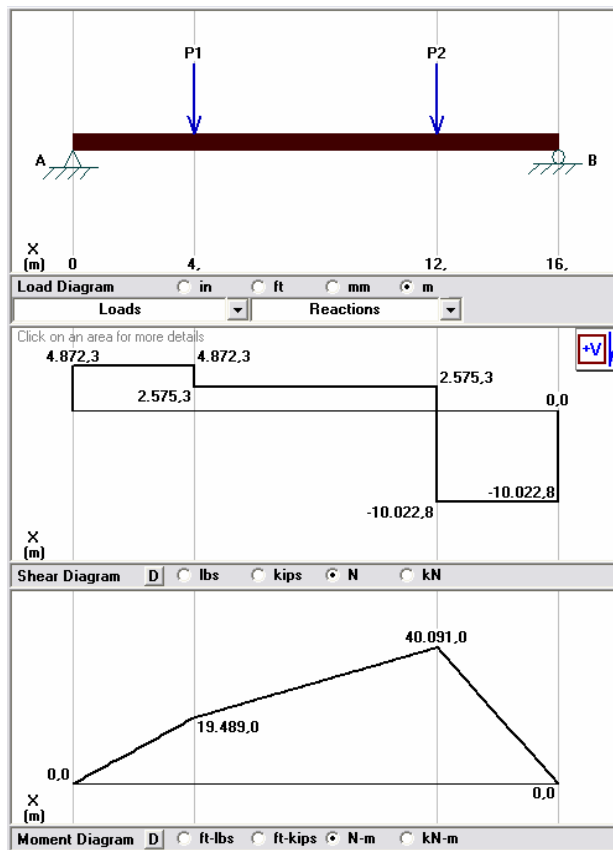 P1 P2
A B
X
(m) 0 4, 12, 16,
Load Diagram in ft mm m
Loads Reactions
Click on an area for more details
+V
4.872,3 4.872,3
2.575,3 2.575,3 0,0
-10.022,8 -10.022,8
X
(m)
Shear Diagram D lbs kips N kN
40.091,0
19.489,0
0,0 0,0
X
(m)
Moment Diagram D ft-lbs ft-kips N-m kN-m